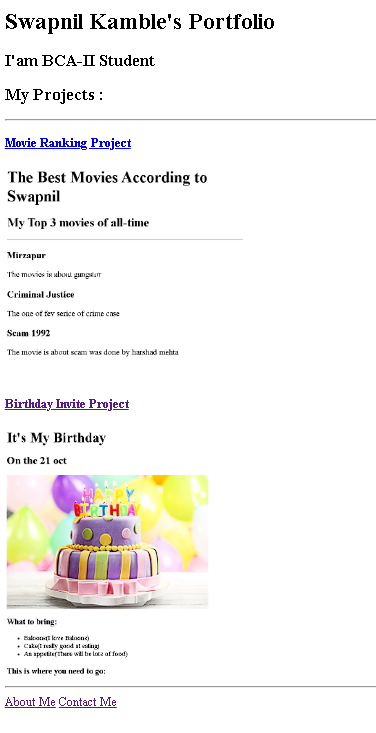 Swapnil Kamble's Portfolio
I'am BCA-II Student
My Projects :
Movie Ranking Project
The Best Movies According to
Swapnil
My Top 3 movies of all-time
Mirzapur
The movies is about gungsturr
Criminal Justice
The one of fev serice of crime case
Scam 1992
The movie is about scam was done by harshad mehta
Birthday Invite Project
It's My Birthday
On the 21 oct
HAPPY
BIRTHDAY
What to bring:
Baloons(I love Baloons)
Cake(I really good at eating)
An appetite(There will be lots of food)
This is where you need to go:
About Me Contact Me